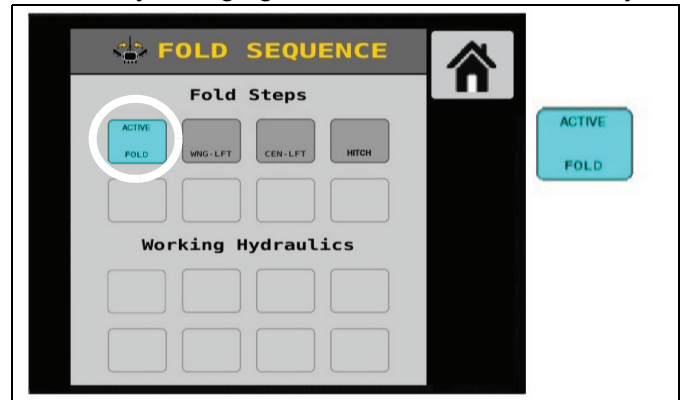 FOLD SEQUENCE
Fold Steps
ACTIVE
FOLD
WNG-LFT
CEN-LFT
HITCH
Working Hydraulics
ACTIVE
FOLD